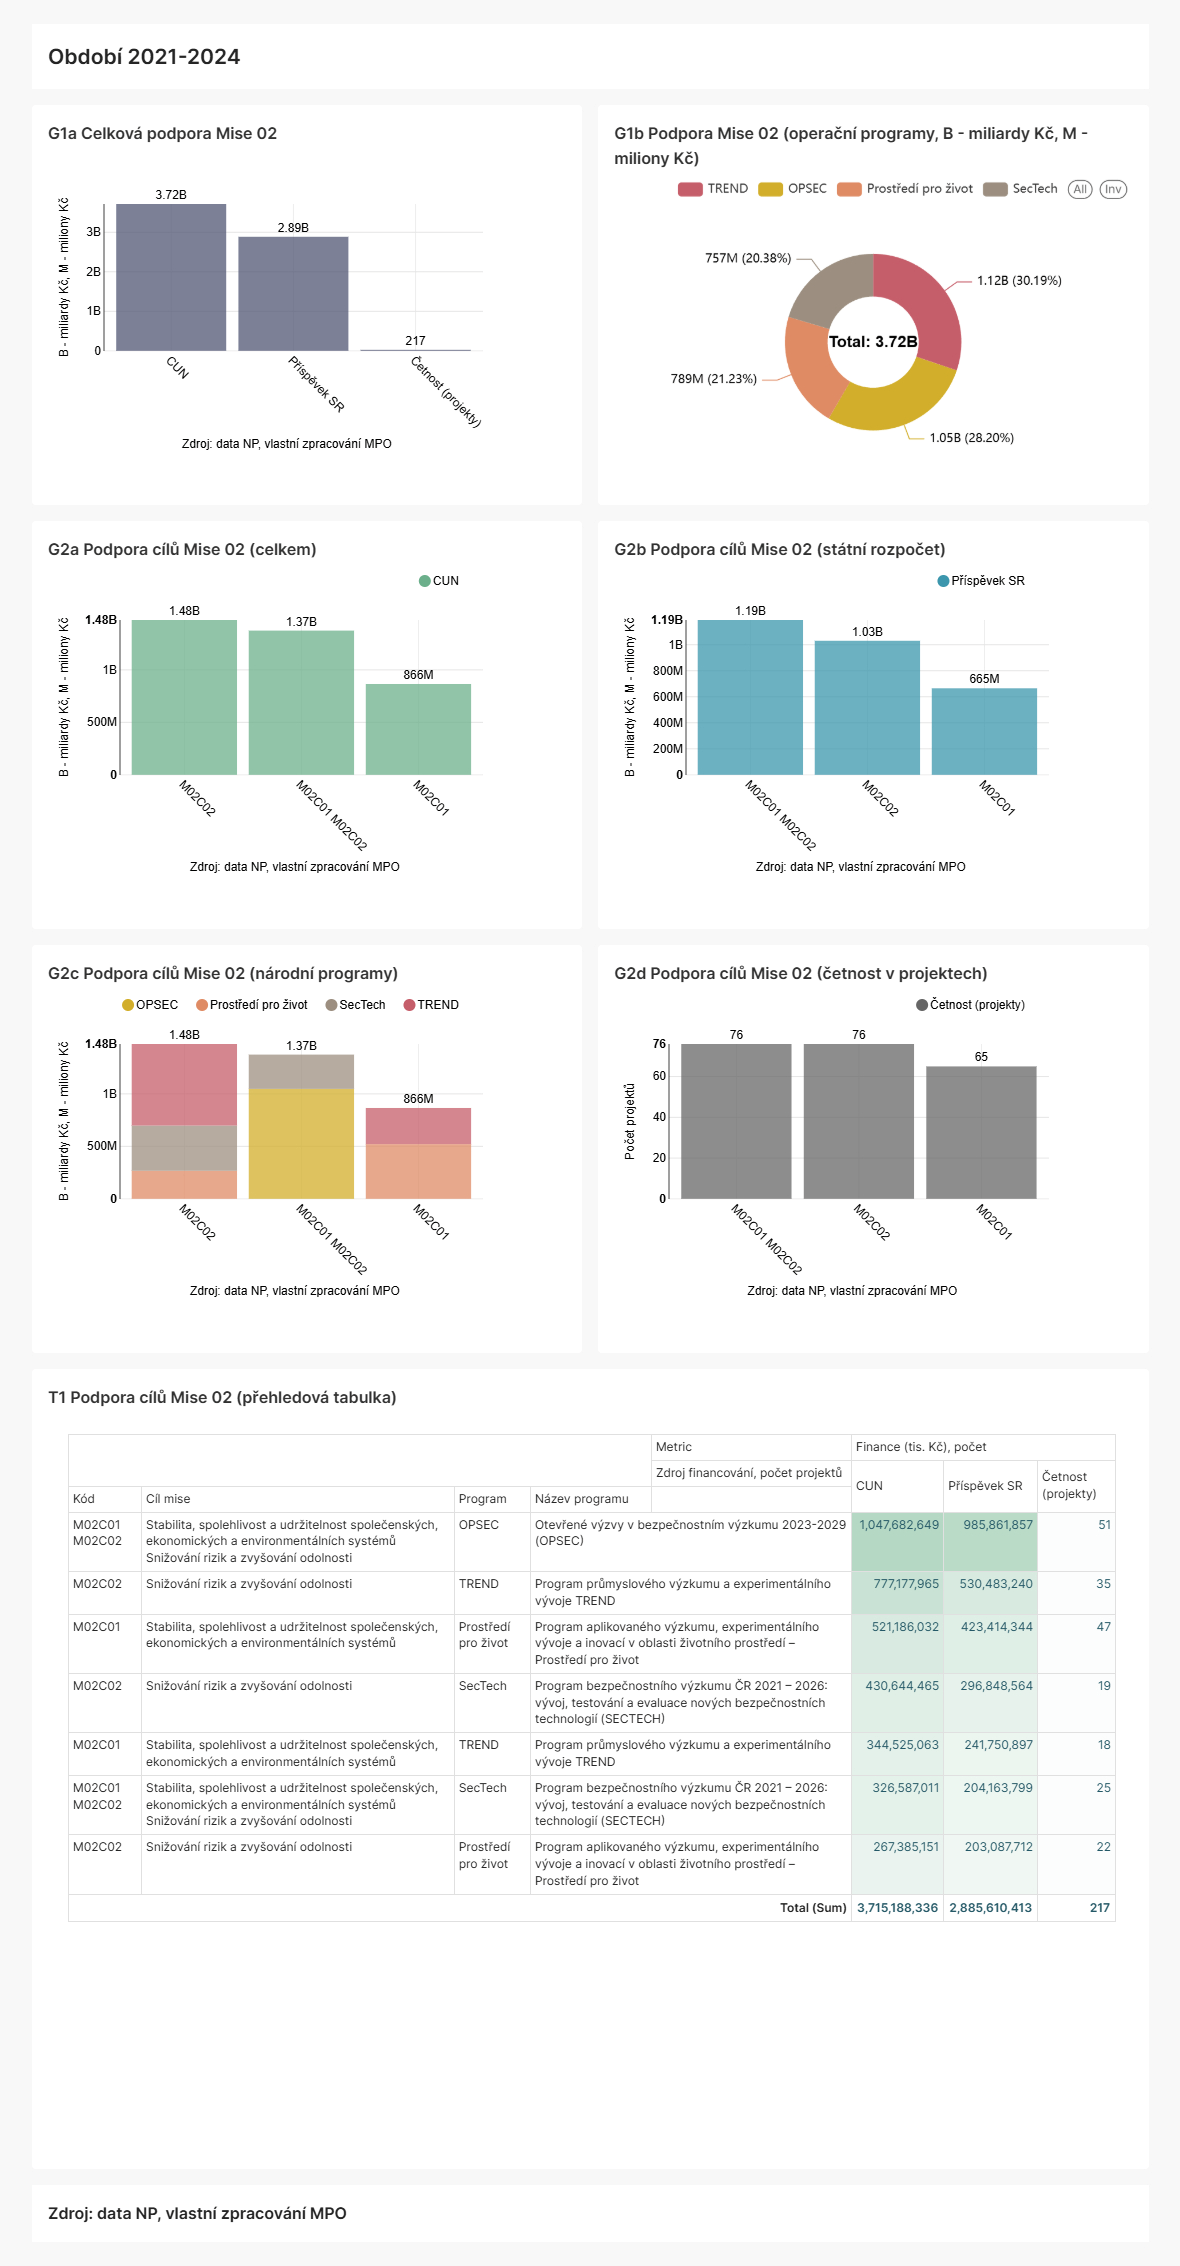 Období 2021-2024
G1a Celková podpora Mise 02
B - miliardy Kč, M - miliony Kč
3B
2B
1B
0
3.72B
2.89B
217
CUN
Příspěvek SR
Četnost (projekty)
Zdroj: data NP, vlastní zpracování MPO
G1b Podpora Mise 02 (operační programy, B - miliardy Kč, M -
miliony Kč)
TREND OPSEC Prostředí pro život SecTech All Inv
757M (20.38%)
1.12B (30.19%)
Total: 3.72B
789M (21.23%)
1.05B (28.20%)
G2a Podpora cílů Mise 02 (celkem)
CUN
B - miliardy Kč, M - miliony Kč
1.48B
1B
500M
0
1.48B
1.37B
866M
M02C02
M02C01 M02C02
M02C01
Zdroj: data NP, vlastní zpracování MPO
G2b Podpora cílů Mise 02 (státní rozpočet)
Příspěvek SR
B - miliardy Kč, M - miliony Kč
1.19B
1B
800M
600M
400M
200M
0
1.19B
1.03B
665M
M02C01 M02C02
M02C02
M02C01
Zdroj: data NP, vlastní zpracování MPO
G2c Podpora cílů Mise 02 (národní programy)
OPSEC Prostředí pro život SecTech TREND
B - miliardy Kč, M - miliony Kč
1.48B
1B
500M
0
1.48B
1.37B
866M
M02C02
M02C01 M02C02
M02C01
Zdroj: data NP, vlastní zpracování MPO
G2d Podpora cílů Mise 02 (četnost v projektech)
Četnost (projekty)
Počet projektů
76
60
40
20
0
76
76
65
M02C01 M02C02
M02C02
M02C01
Zdroj: data NP, vlastní zpracování MPO
T1 Podpora cílů Mise 02 (přehledová tabulka)
Metric Finance (tis. Kč), počet
Zdroj financování, počet projektů CUN Příspěvek SR Četnost
(projekty)
Kód Cíl mise Program Název programu
M02C01 Stabilita, spolehlivost a udržitelnost společenských, OPSEC Otevřené výzvy v bezpečnostním výzkumu 2023-2029 1,047,682,649 985,861,857 51
M02C02 ekonomických a environmentálních systémů (OPSEC)
Snižování rizik a zvyšování odolnosti
M02C02 Snižování rizik a zvyšování odolnosti TREND Program průmyslového výzkumu a experimentálního 777,177,965 530,483,240 35
vývoje TREND
M02C01 Stabilita, spolehlivost a udržitelnost společenských, Prostředí Program aplikovaného výzkumu, experimentálního 521,186,032 423,414,344 47
ekonomických a environmentálních systémů pro život vývoje a inovací v oblasti životního prostředí –
Prostředí pro život
M02C02 Snižování rizik a zvyšování odolnosti SecTech Program bezpečnostního výzkumu ČR 2021 – 2026: 430,644,465 296,848,564 19
vývoj, testování a evaluace nových bezpečnostních
technologií (SECTECH)
M02C01 Stabilita, spolehlivost a udržitelnost společenských, TREND Program průmyslového výzkumu a experimentálního 344,525,063 241,750,897 18
ekonomických a environmentálních systémů vývoje TREND
M02C01 Stabilita, spolehlivost a udržitelnost společenských, SecTech Program bezpečnostního výzkumu ČR 2021 – 2026: 326,587,011 204,163,799 25
M02C02 ekonomických a environmentálních systémů vývoj, testování a evaluace nových bezpečnostních
Snižování rizik a zvyšování odolnosti technologií (SECTECH)
M02C02 Snižování rizik a zvyšování odolnosti Prostředí Program aplikovaného výzkumu, experimentálního 267,385,151 203,087,712 22
pro život vývoje a inovací v oblasti životního prostředí –
Prostředí pro život
Total (Sum) 3,715,188,336 2,885,610,413 217
Zdroj: data NP, vlastní zpracování MPO